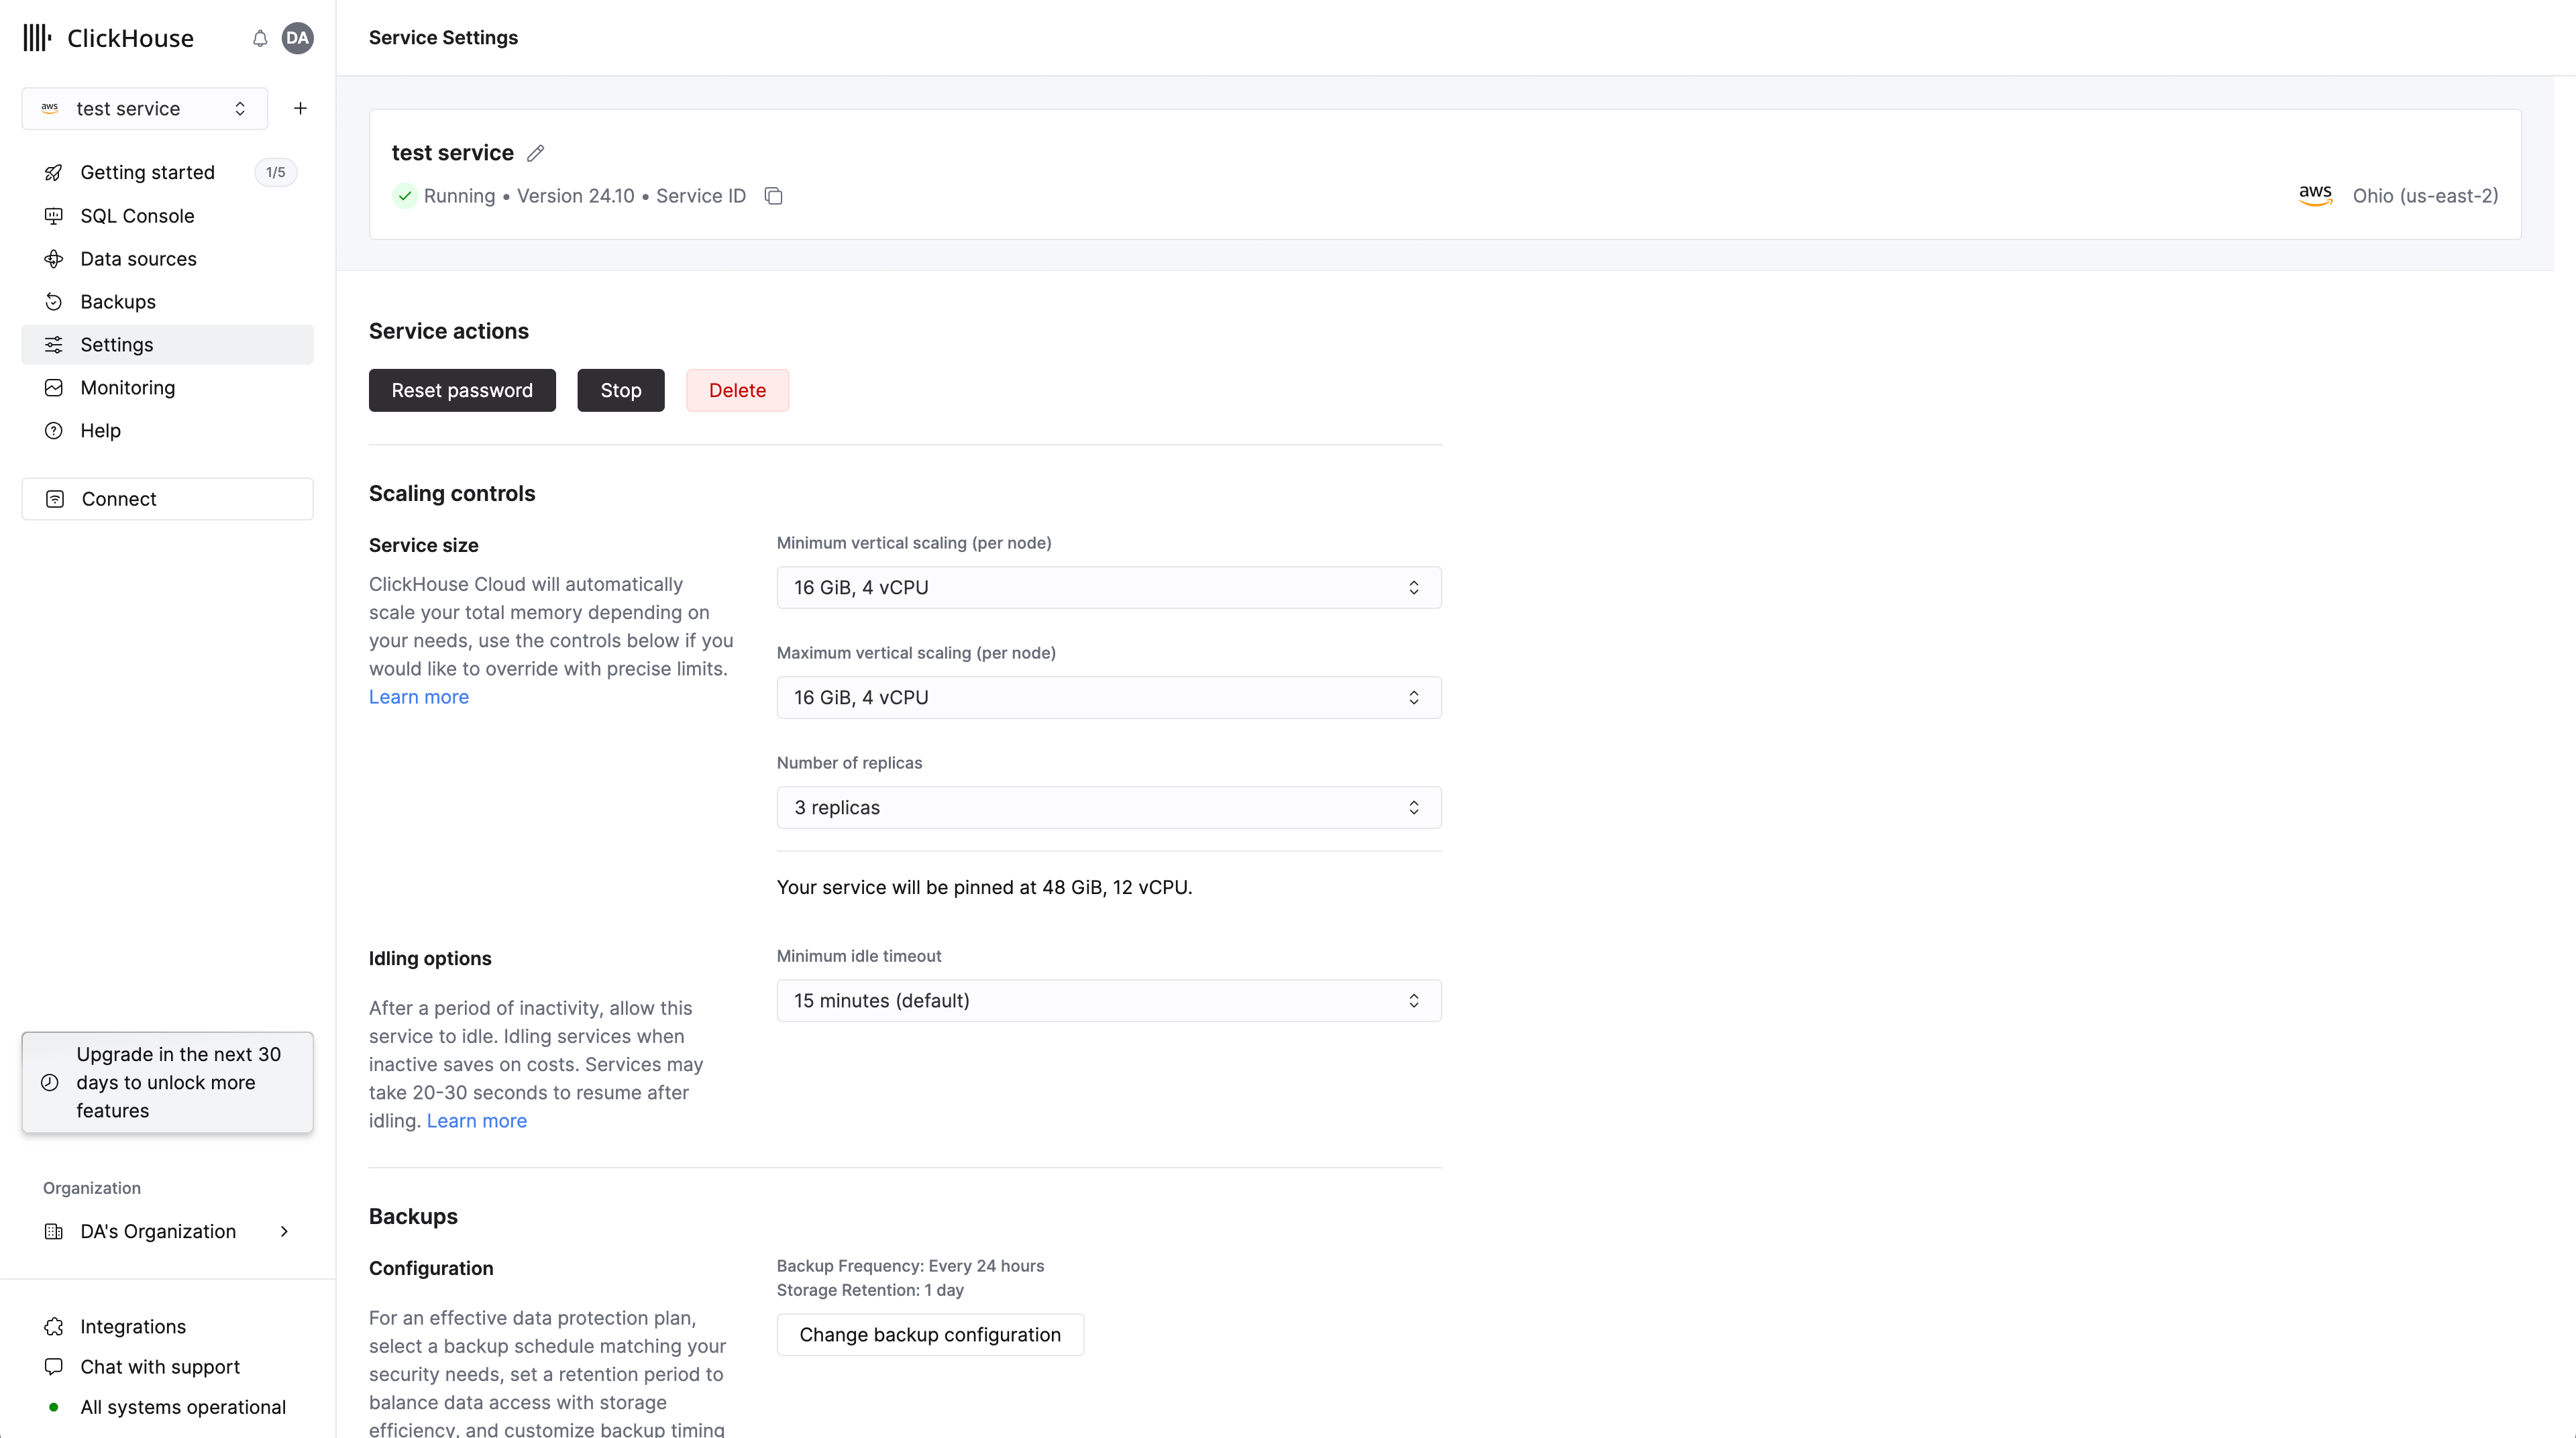 ClickHouse
DA
aws test service
Getting started 1/5
SQL Console
Data sources
Backups
Settings
Monitoring
Help
Connect
Upgrade in the next 30
days to unlock more
features
Organization
DA's Organization
Integrations
Chat with support
All systems operational
Service Settings
test service
Running • Version 24.10 • Service ID
aws Ohio (us-east-2)
Service actions
Reset password Stop Delete
Scaling controls
Service size
ClickHouse Cloud will automatically
scale your total memory depending on
your needs, use the controls below if you
would like to override with precise limits.
Learn more
Minimum vertical scaling (per node)
16 GiB, 4 vCPU
Maximum vertical scaling (per node)
16 GiB, 4 vCPU
Number of replicas
3 replicas
Your service will be pinned at 48 GiB, 12 vCPU.
Idling options
After a period of inactivity, allow this
service to idle. Idling services when
inactive saves on costs. Services may
take 20-30 seconds to resume after
idling. Learn more
Minimum idle timeout
15 minutes (default)
Backups
Configuration
For an effective data protection plan,
select a backup schedule matching your
security needs, set a retention period to
balance data access with storage
efficiency, and customize backup timing
Backup Frequency: Every 24 hours
Storage Retention: 1 day
Change backup configuration